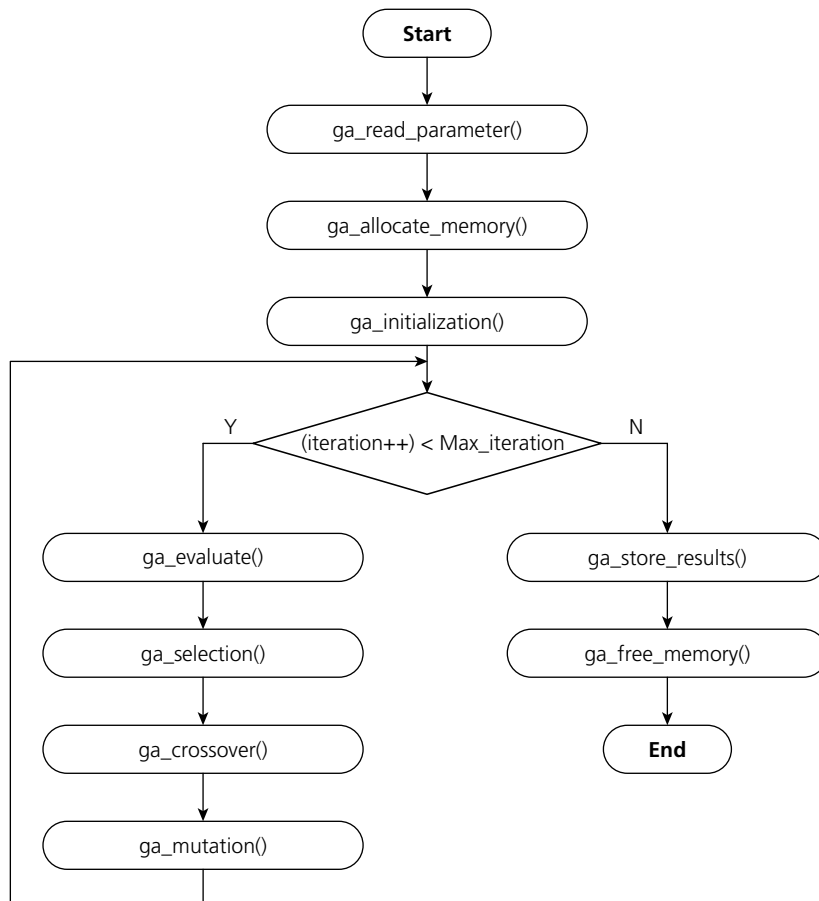 Start
ga_read_parameter()
ga_allocate_memory()
ga_initialization()
Y
(iteration++) < Max_iteration
N
ga_evaluate()
ga_store_results()
ga_selection()
ga_free_memory()
ga_crossover()
End
ga_mutation()